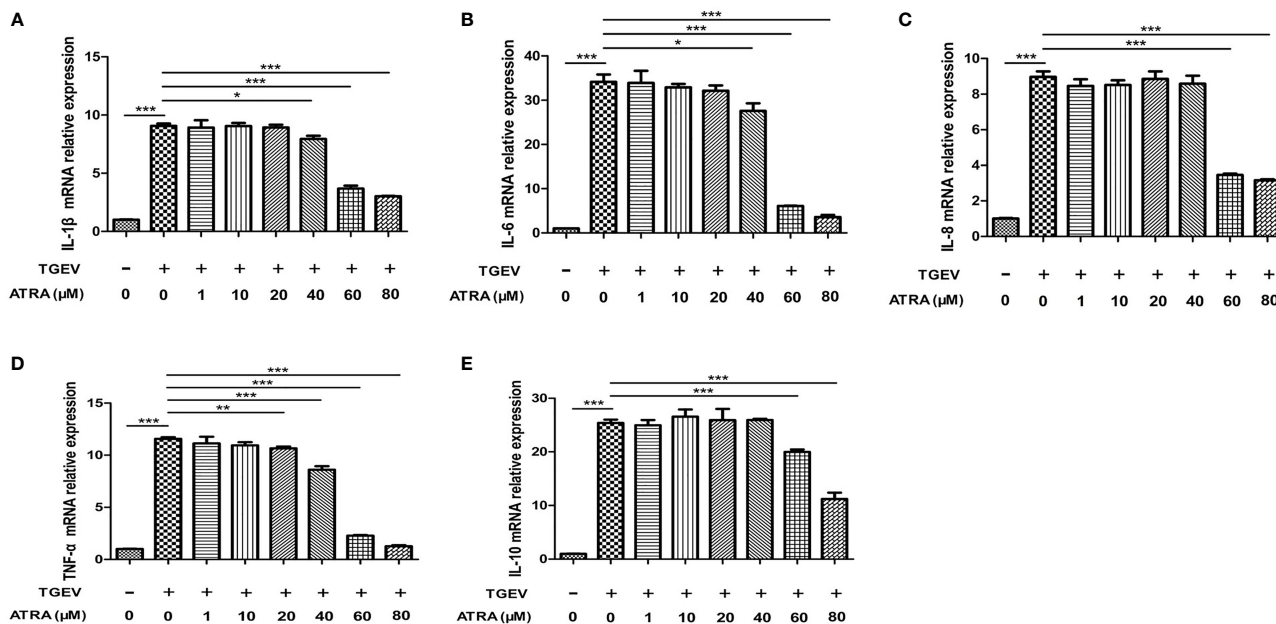 A
IL-1β mRNA relative expression
15
10
5
0
***
***
*
***
TGEV − + + + + + + +
ATRA (μM) 0 0 1 10 20 40 60 80
B
IL-6 mRNA relative expression
40
30
20
10
0
***
***
*
***
TGEV − + + + + + + +
ATRA (μM) 0 0 1 10 20 40 60 80
C
IL-8 mRNA relative expression
10
8
6
4
2
0
***
***
***
TGEV − + + + + + + +
ATRA (μM) 0 0 1 10 20 40 60 80
D
TNF-α mRNA relative expression
15
10
5
0
***
***
***
**
***
TGEV − + + + + + + +
ATRA (μM) 0 0 1 10 20 40 60 80
E
IL-10 mRNA relative expression
30
20
10
0
***
***
***
TGEV − + + + + + + +
ATRA (μM) 0 0 1 10 20 40 60 80